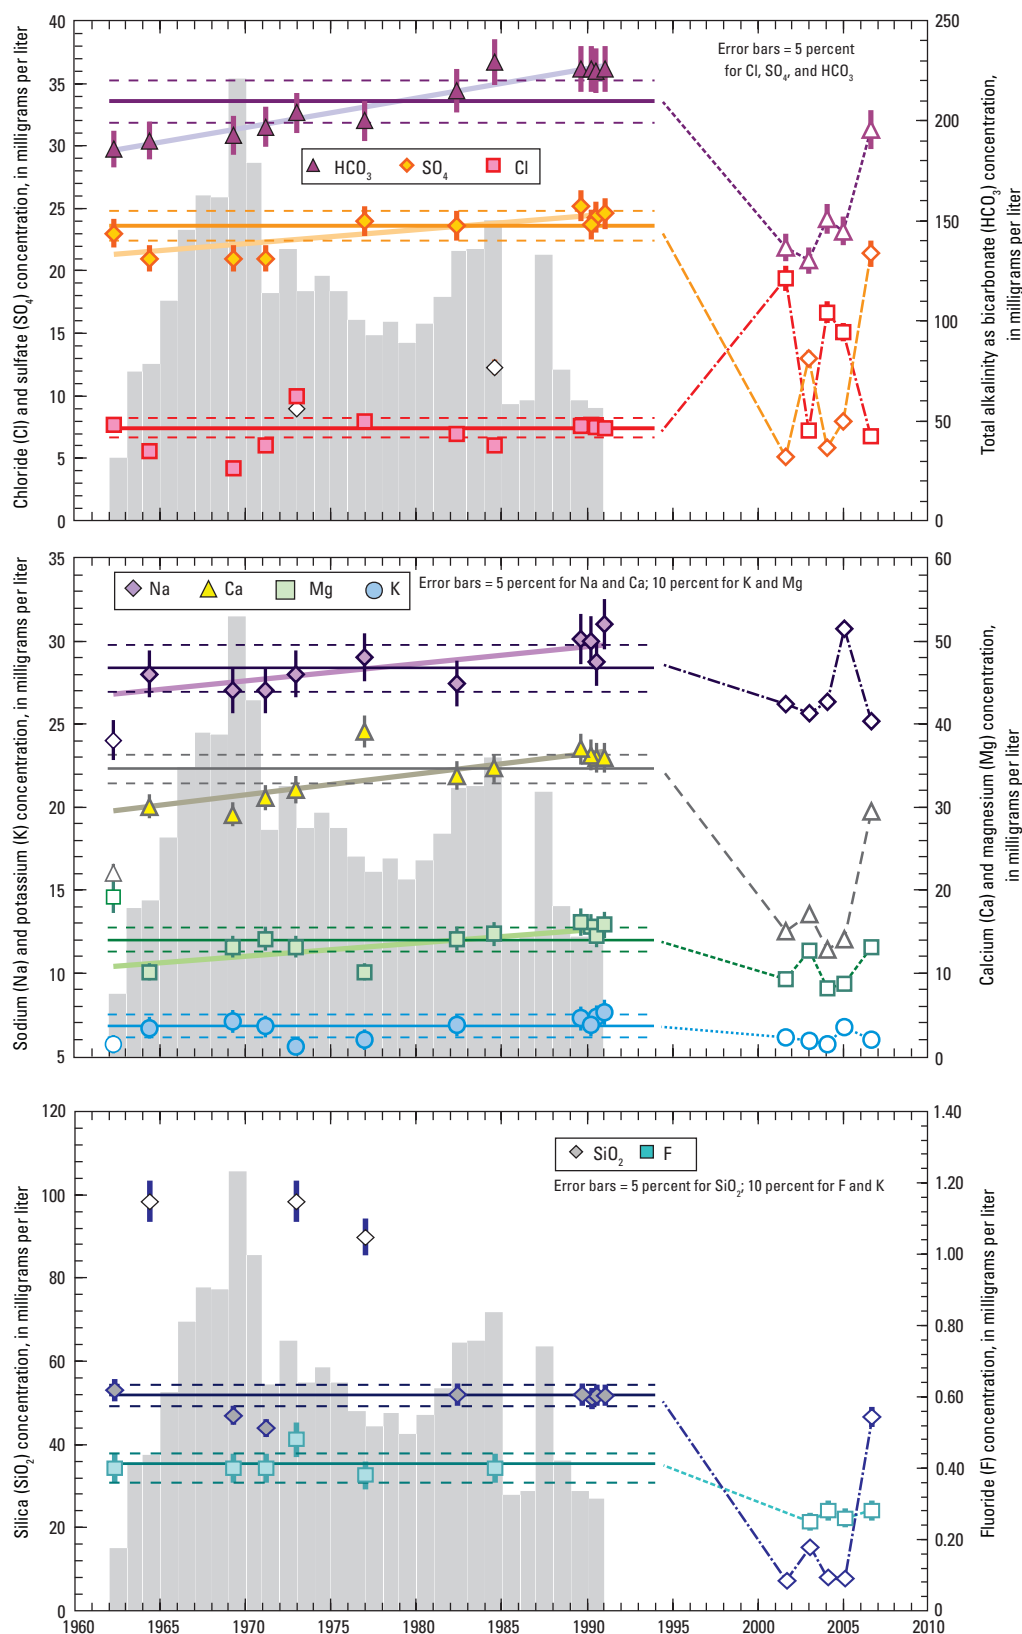 Chloride (Cl) and sulfate (SO4) concentration, in milligrams per liter
40
35
30
25
20
15
10
5
0
Error bars = 5 percent
for Cl, SO4, and HCO3
HCO3 SO4 Cl
250
200
150
100
50
0
Total alkalinity as bicarbonate (HCO3) concentration,
in milligrams per liter
Sodium (Na) and potassium (K) concentration, in milligrams per liter
35
30
25
20
15
10
5
Na Ca Mg K
Error bars = 5 percent for Na and Ca; 10 percent for K and Mg
60
50
40
30
20
10
0
Calcium (Ca) and magnesium (Mg) concentration,
in milligrams per liter
Silica (SiO2) concentration, in milligrams per liter
120
100
80
60
40
20
0
SiO2 F
Error bars = 5 percent for SiO2; 10 percent for F and K
1.40
1.20
1.00
0.80
0.60
0.40
0.20
0.00
Fluoride (F) concentration, in milligrams per liter
1960 1965 1970 1975 1980 1985 1990 1995 2000 2005 2010